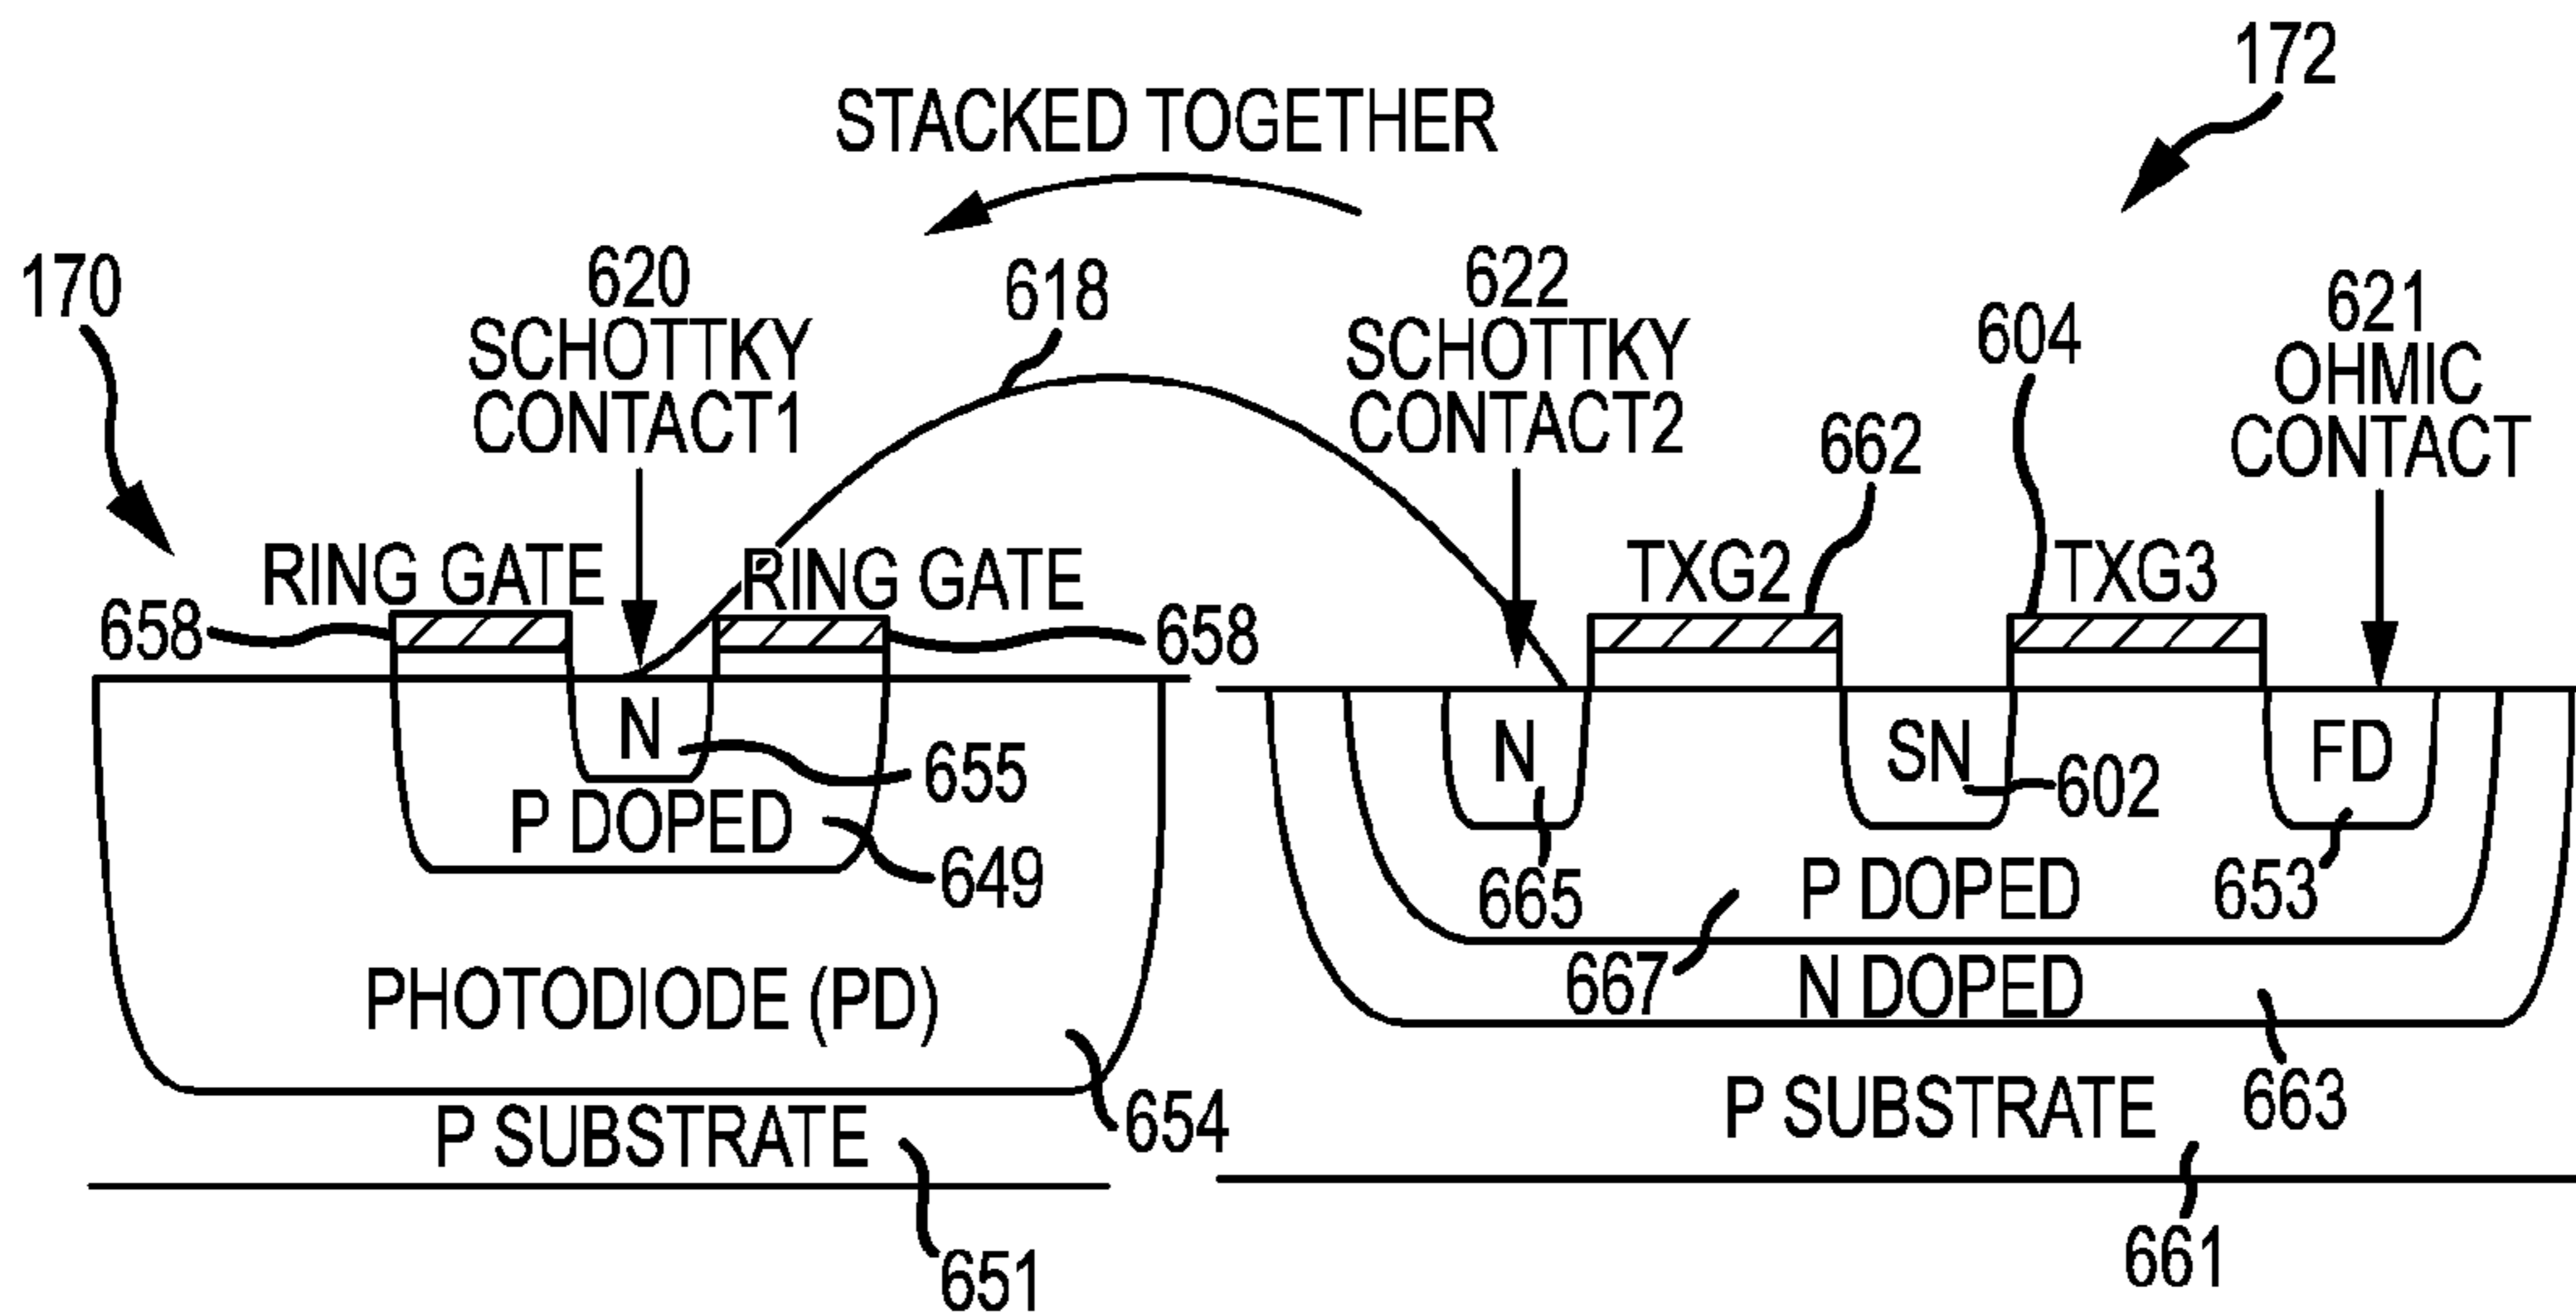 172
STACKED TOGETHER
170
620
SCHOTTKY
CONTACT1
618
622
SCHOTTKY
CONTACT2
604
621
OHMIC
CONTACT
662
RING GATE
RING GATE
TXG2
TXG3
658
658
N
655
P DOPED
649
N
SN
602
FD
665
P DOPED
653
667
N DOPED
PHOTODIODE (PD)
663
654
P SUBSTRATE
P SUBSTRATE
651
661